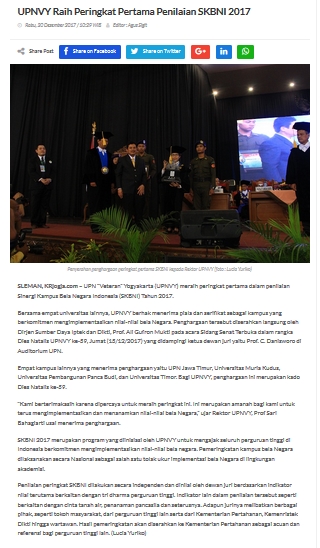 UPNVY Raih Peringkat Pertama Penilaian SKBNI 2017
Rabu, 20 Desember 2017 / 10:29 WIB Editor: Agus Sigit
Share Post
Share on Facebook
Share on Twitter
Penyerahan penghargaan peringkat pertama SKBNI kepada Rektor UPNVY (foto: Lucia Yuriko)
SLEMAN, KRjogja.com – UPN "Veteran" Yogyakarta (UPNVY) meraih peringkat pertama dalam penilaian
Sinergi Kampus Bela Negara Indonesia (SKBNI) Tahun 2017.
Bersama empat universitas lainnya, UPNVY berhak menerima piala dan sertifikat sebagai kampus yang
berkomitmen mengimplementasikan nilai-nilai bela Negara. Penghargaan tersebut diserahkan langsung oleh
Dirjen Sumber Daya Iptek dan Dikti, Prof. Ali Gufron Mukti pada acara Sidang Senat Terbuka dalam rangka
Dies Natalis UPNVY ke-59, Jumat (15/12/2017) yang didampingi ketua dewan juri yaitu Prof. C. Danisworo di
Auditorium UPN.
Empat kampus lainnya yang menerima penghargaan yaitu UPN Jawa Timur, Universitas Muria Kudus,
Universitas Pembangunan Panca Budi, dan Universitas Timor. Bagi UPNVY, penghargaan ini merupakan kado
Dies Natalis ke-59.
"Kami berterimakasih karena dipercaya untuk meraih peringkat ini. Ini merupakan amanah bagi kami untuk
terus mengimplementasikan dan menanamkan nilai-nilai bela Negara," ujar Rektor UPNVY, Prof Sari
Bahagiarti usai menerima penghargaan.
SKBNI 2017 merupakan program yang diinisiasi oleh UPNVY untuk mengajak seluruh perguruan tinggi di
Indonesia berkomitmen mengimplementasikan nilai-nilai bela negara. Pemeringkatan kampus bela Negara
dilaksanakan secara Nasional sebagai salah satu tolak ukur implementasi bela Negara di lingkungan
akademisi.
Penilaian peringkat SKBNI dilakukan secara independen dan dinilai oleh dewan juri berdasarkan indikator
nilai terutama berkaitan dengan tri dharma perguruan tinggi. Indikator lain dalam penilaian tersebut seperti
berkaitan dengan cinta tanah air, penanaman pancasila dan seterusnya. Adapun jurinya melibatkan berbagai
pihak, seperti tokoh masyarakat, dari perguruan tinggi lain serta dari Kementerian Pertahanan, Kemenristek
Dikti hingga wartawan. Hasil pemeringkatan akan diserahkan ke Kementerian Pertahanan sebagai acuan dan
referensi bagi perguruan tinggi lain. (Lucia Yuriko)